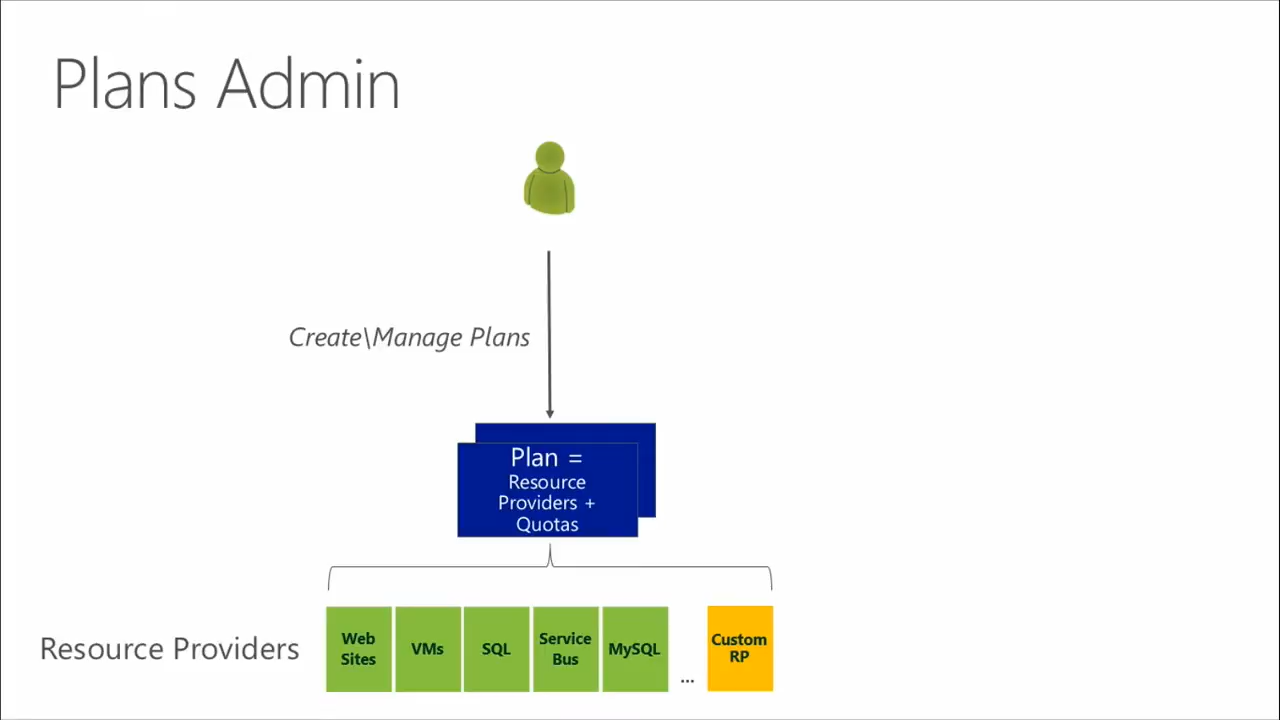 Plans Admin
Create\Manage Plans
Plan =
Resource
Providers +
Quotas
Resource Providers
Web
Sites
VMs
SQL
Service
Bus
MySQL
...
Custom
RP